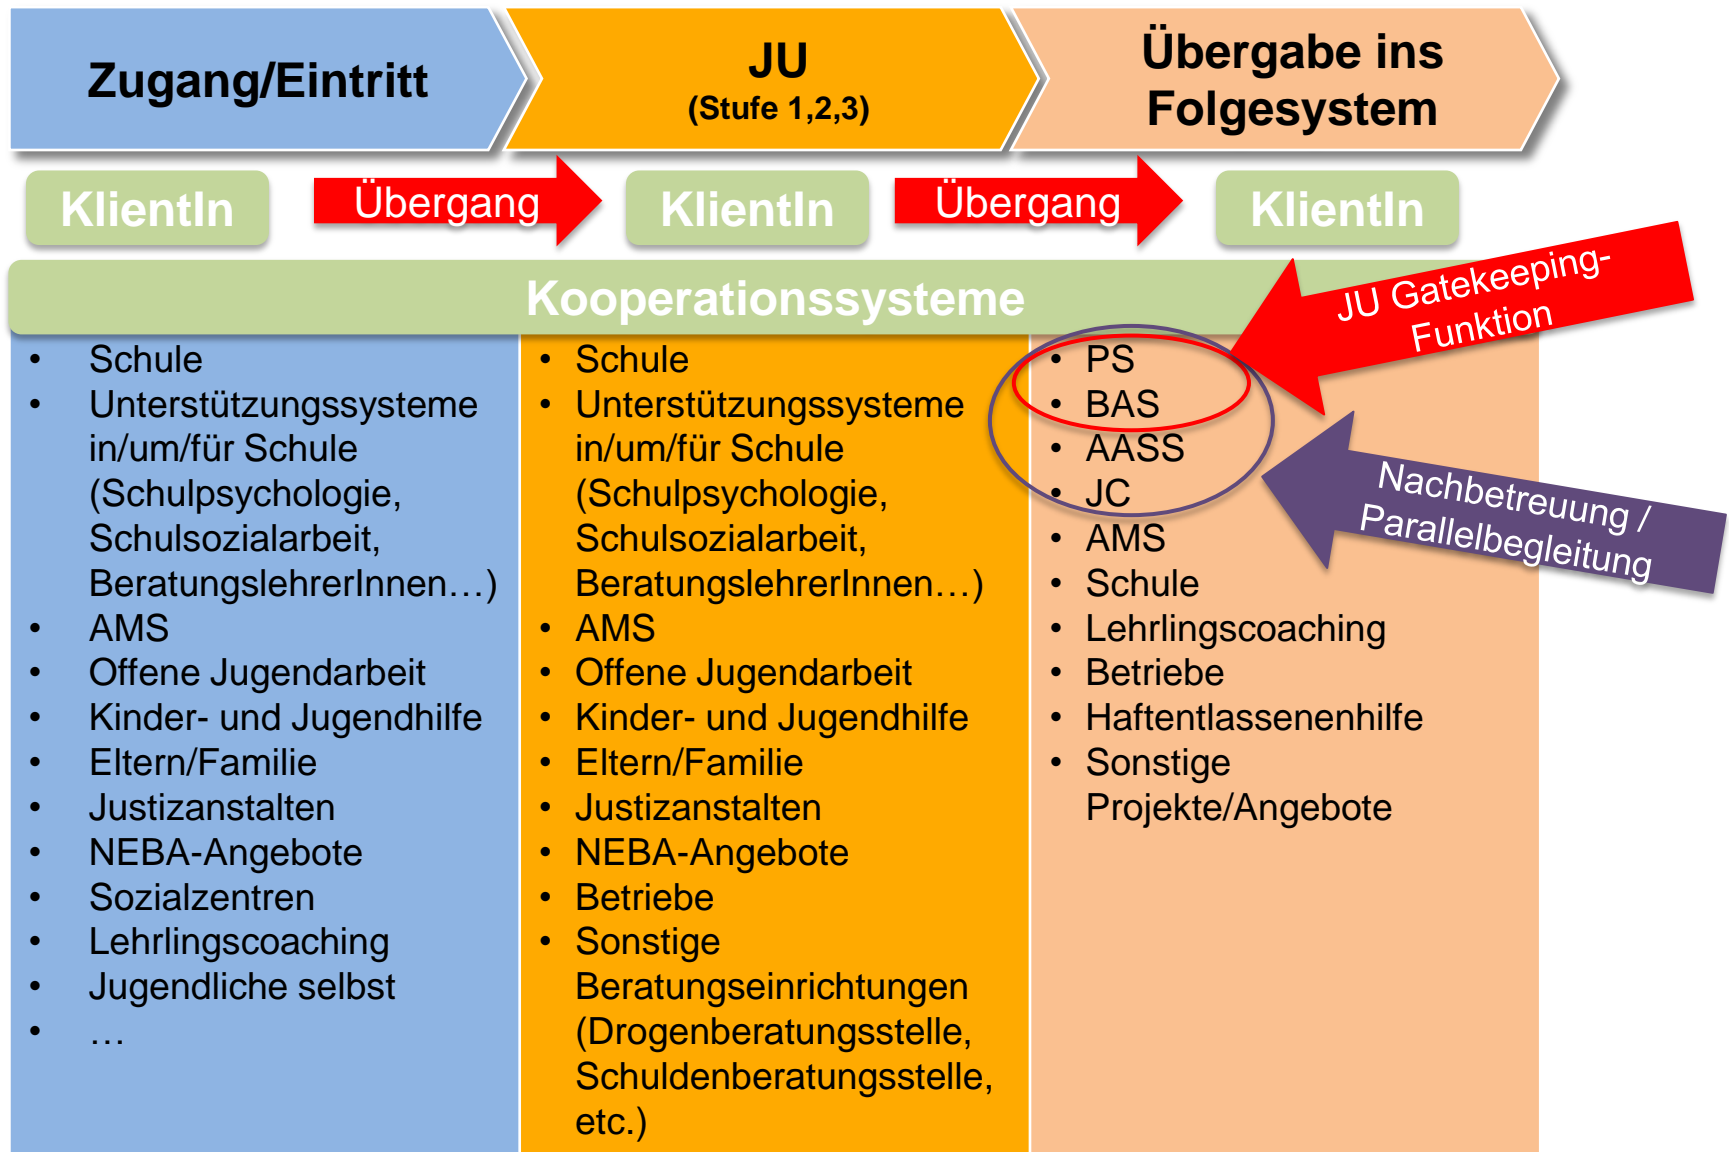 Zugang/Eintritt
JU
(Stufe 1,2,3)
Übergabe ins
Folgesystem
KlientIn
Übergang
KlientIn
Übergang
KlientIn
Kooperationssysteme
JU Gatekeeping-
Funktion
Nachbetreuung /
Parallelbegleitung
• Schule
• Unterstützungssysteme
in/um/für Schule
(Schulpsychologie,
Schulsozialarbeit,
BeratungslehrerInnen…)
• AMS
• Offene Jugendarbeit
• Kinder- und Jugendhilfe
• Eltern/Familie
• Justizanstalten
• NEBA-Angebote
• Sozialzentren
• Lehrlingscoaching
• Jugendliche selbst
• …
• Schule
• Unterstützungssysteme
in/um/für Schule
(Schulpsychologie,
Schulsozialarbeit,
BeratungslehrerInnen…)
• AMS
• Offene Jugendarbeit
• Kinder- und Jugendhilfe
• Eltern/Familie
• Justizanstalten
• NEBA-Angebote
• Betriebe
• Sonstige
Beratungseinrichtungen
(Drogenberatungsstelle,
Schuldenberatungsstelle,
etc.)
• PS
• BAS
• AASS
• JC
• AMS
• Schule
• Lehrlingscoaching
• Betriebe
• Haftentlassenenhilfe
• Sonstige
Projekte/Angebote